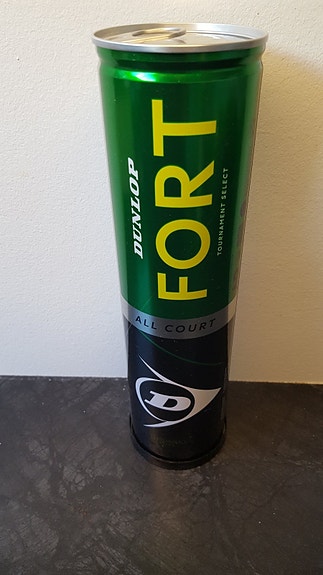 DUNLOP
FORT
TOURNAMENT SELECT
ALL COURT
D